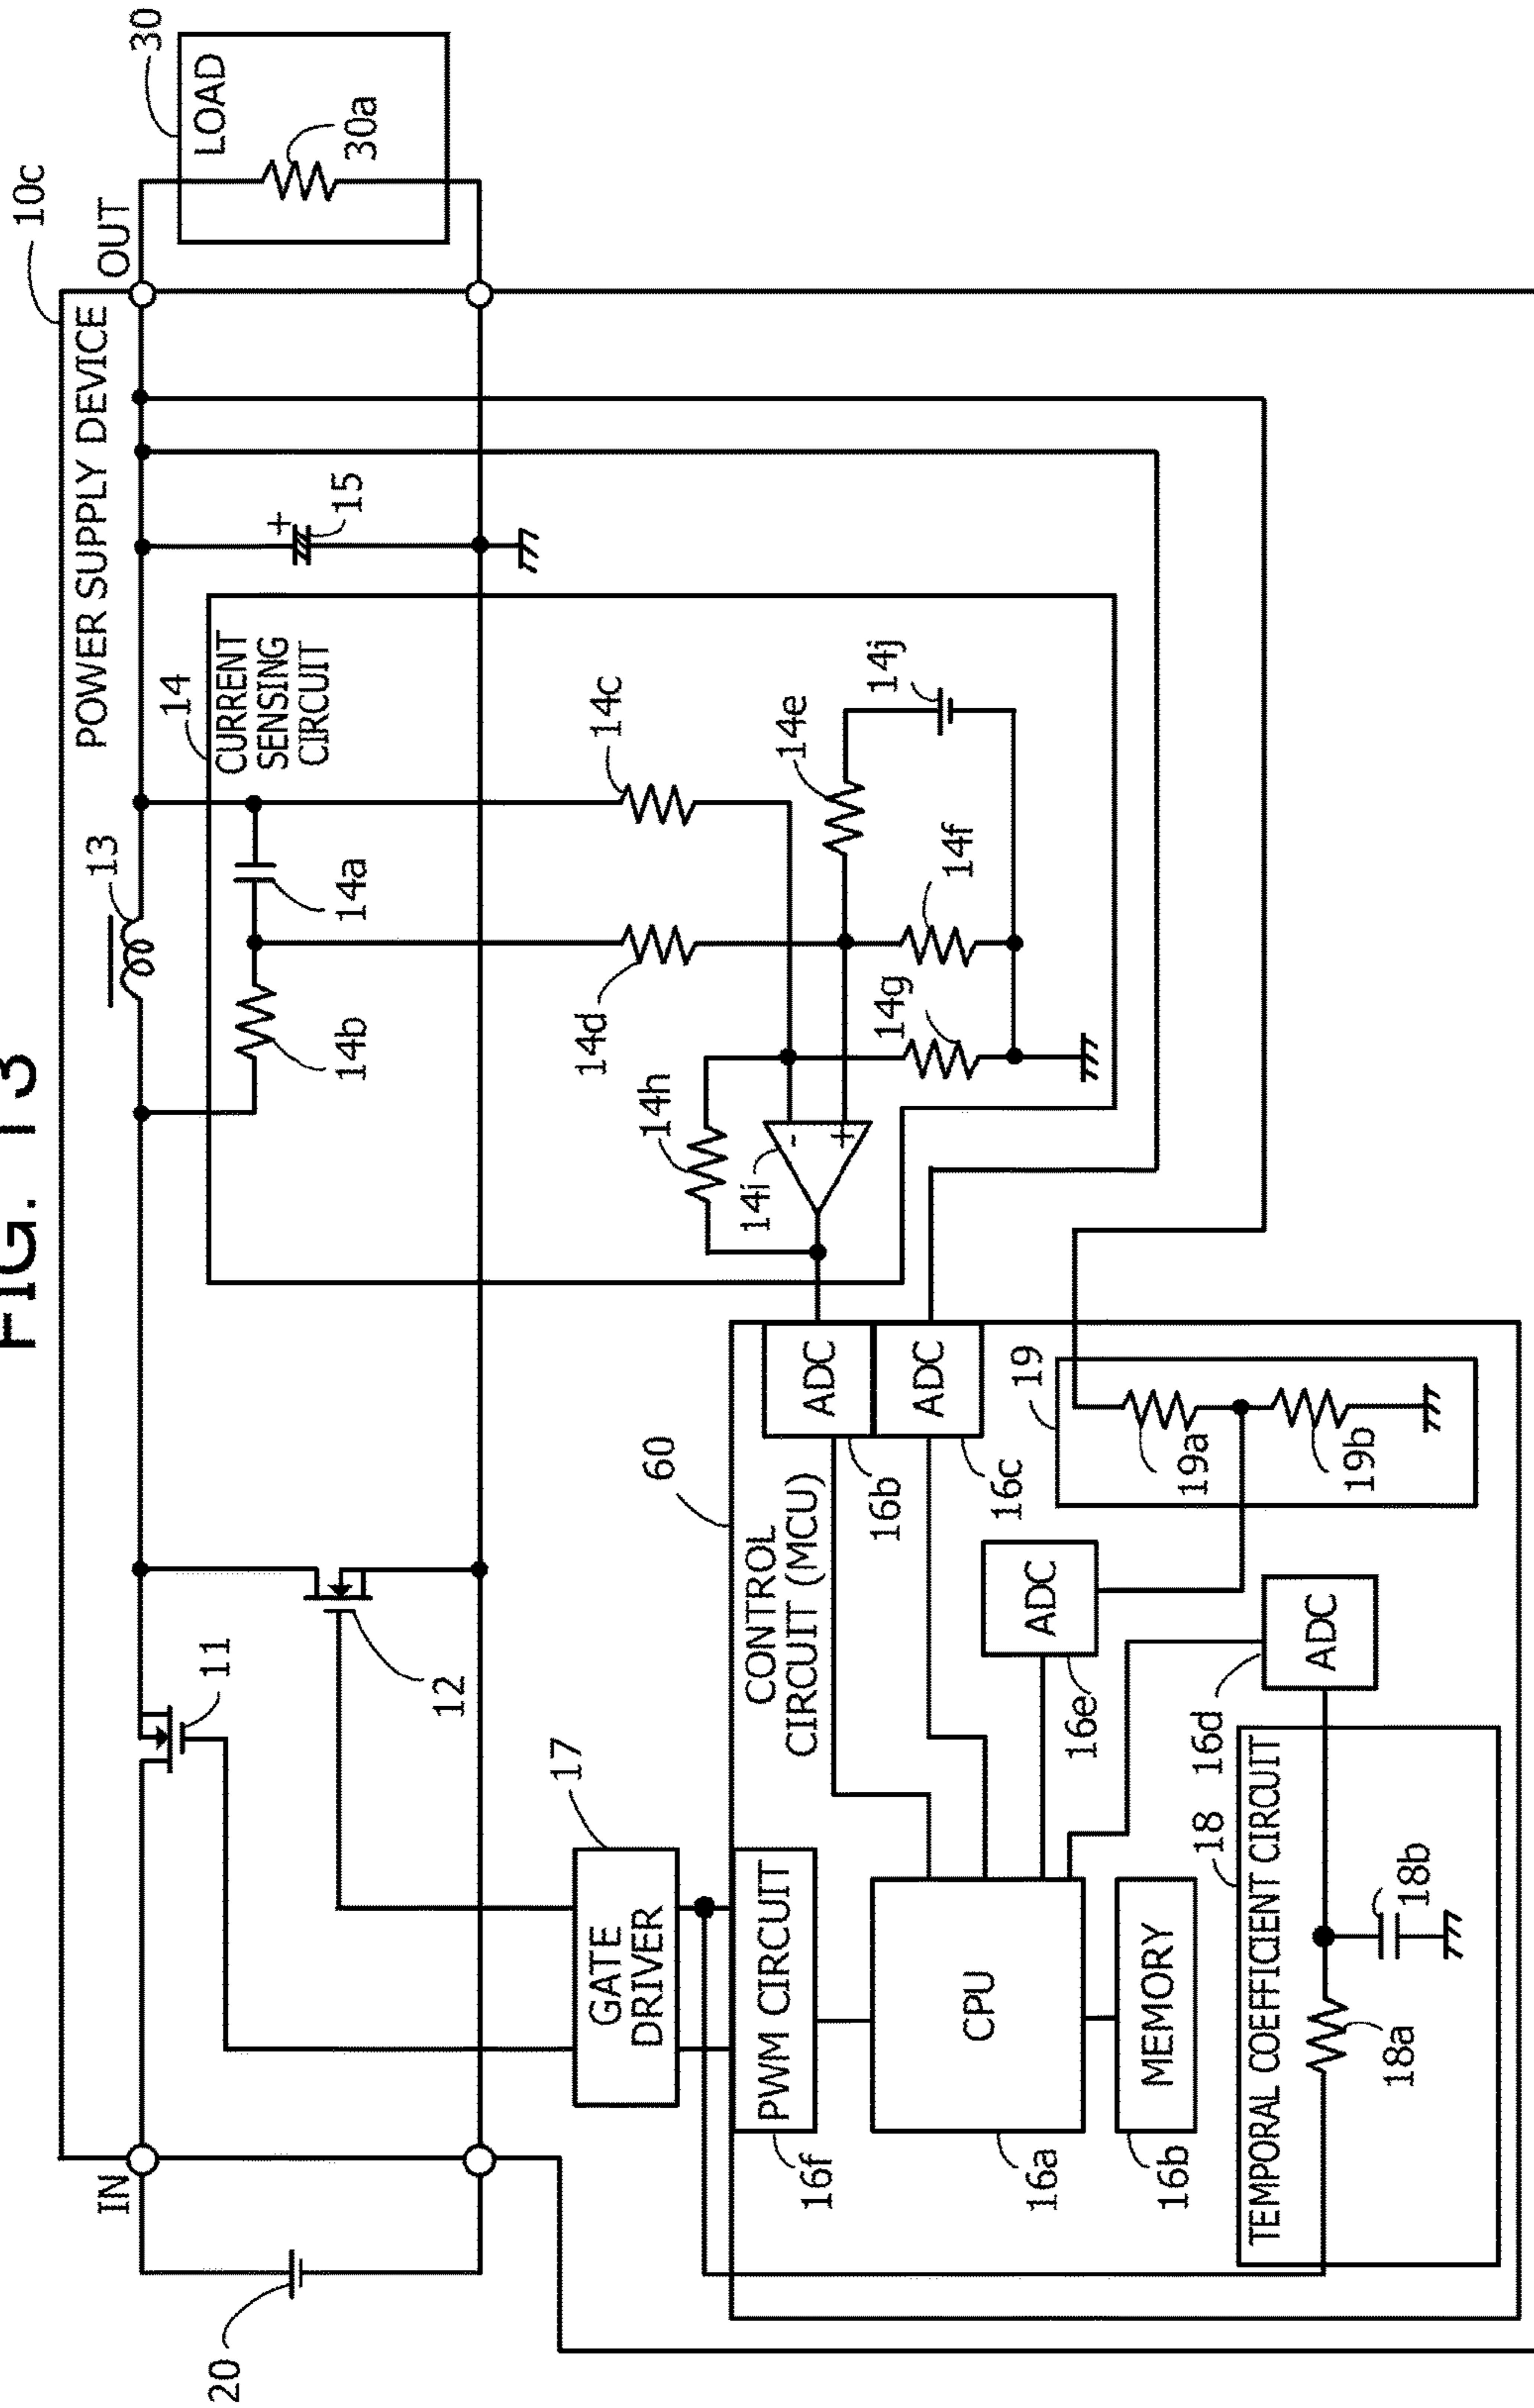 FIG. 13
10c
POWER SUPPLY DEVICE
IN
OUT
20
11
12
13
14
CURRENT
SENSING
CIRCUIT
14a
14b
14c
14d
14e
14f
14g
14h
14i
14j
+
-
+
15
30
LOAD
30a
17
GATE
DRIVER
60
CONTROL
CIRCUIT (MCU)
PWM CIRCUIT
16f
CPU
16a
MEMORY
16b
ADC
16b
ADC
16c
ADC
16e
ADC
16d
19
19a
19b
18
TEMPORAL COEFFICIENT CIRCUIT
18a
18b